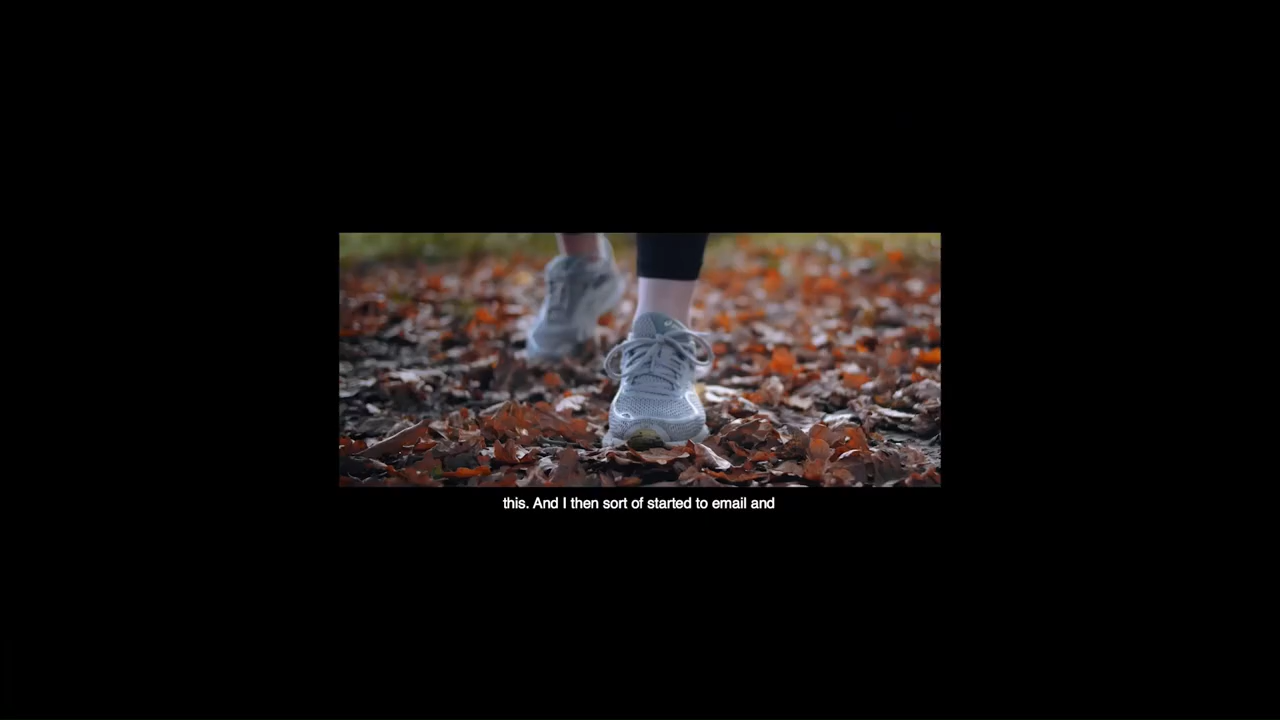 this. And I then sort of started to email and